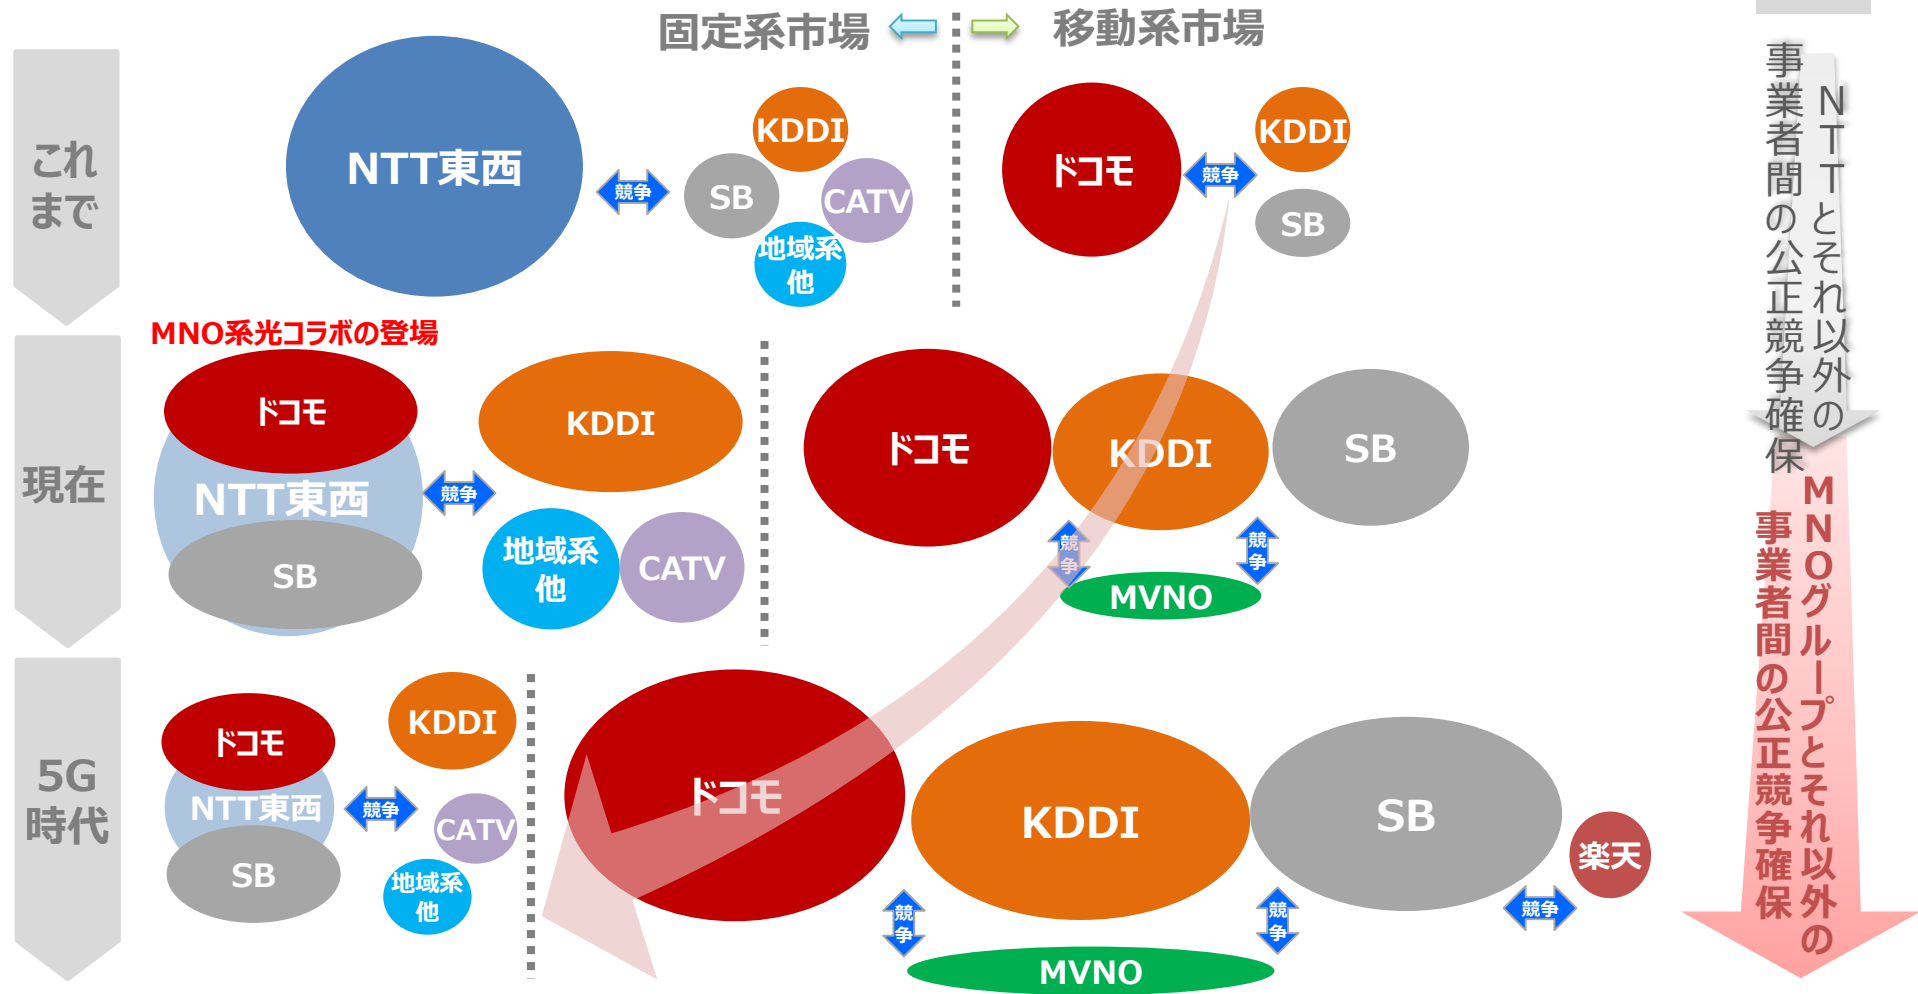 固定系市場
移動系市場
これ
まで
NTT東西
競争
KDDI
SB
CATV
地域系
他
ドコモ
競争
KDDI
SB
MNO系光コラボの登場
現在
ドコモ
NTT東西
SB
競争
KDDI
地域系
他
CATV
ドコモ
KDDI
SB
競
争
競
争
MVNO
5G
時代
ドコモ
NTT東西
SB
競争
KDDI
CATV
地域系
他
ドコモ
KDDI
SB
楽天
競
争
競
争
競争
MVNO
NTTとそれ以外の
事業者間の公正競争確保
MNOグループとそれ以外の
事業者間の公正競争確保